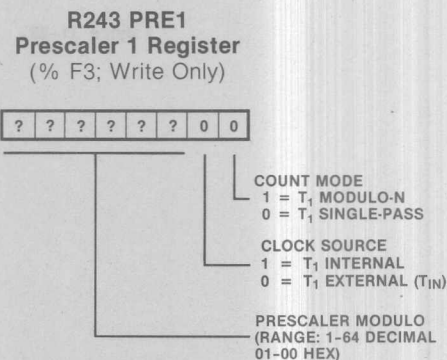 R243 PRE1
Prescaler 1 Register
(% F3; Write Only)
? ? ? ? ? ? 0 0
COUNT MODE
1 = T₁ MODULO-N
0 = T₁ SINGLE-PASS
CLOCK SOURCE
1 = T₁ INTERNAL
0 = T₁ EXTERNAL (TIN)
PRESCALER MODULO
(RANGE: 1-64 DECIMAL
01-00 HEX)